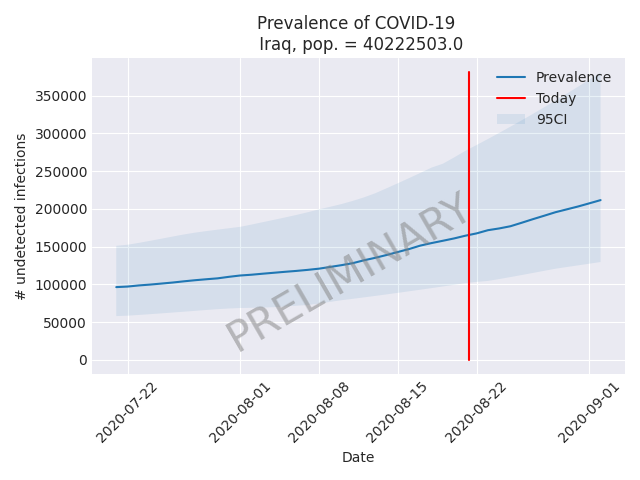 Prevalence of COVID-19
Iraq, pop. = 40222503.0
Prevalence
Today
95CI
# undetected infections
350000
300000
250000
200000
150000
100000
50000
0
PRELIMINARY
2020-07-22
2020-08-01
2020-08-08
2020-08-15
2020-08-22
2020-09-01
Date